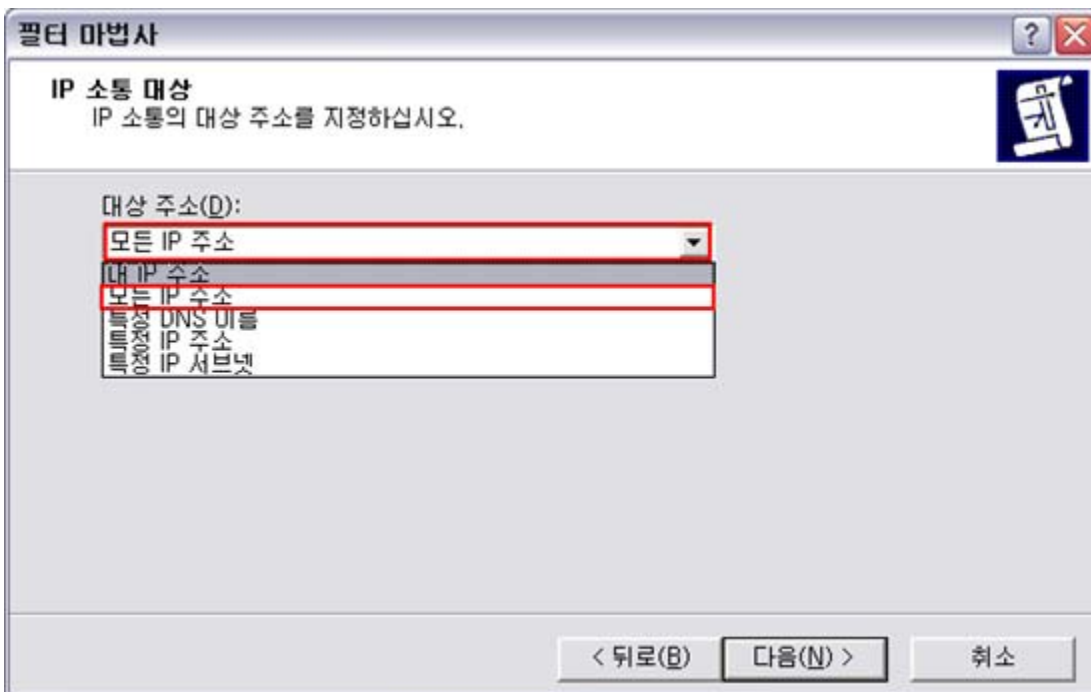 필터 마법사
IP 소통 대상
IP 소통의 대상 주소를 지정하십시오.
대상 주소(D):
모든 IP 주소
내 IP 주소
모든 IP 주소
특정 DNS 이름
특정 IP 주소
특정 IP 서브넷
< 뒤로(B)
다음(N) >
취소